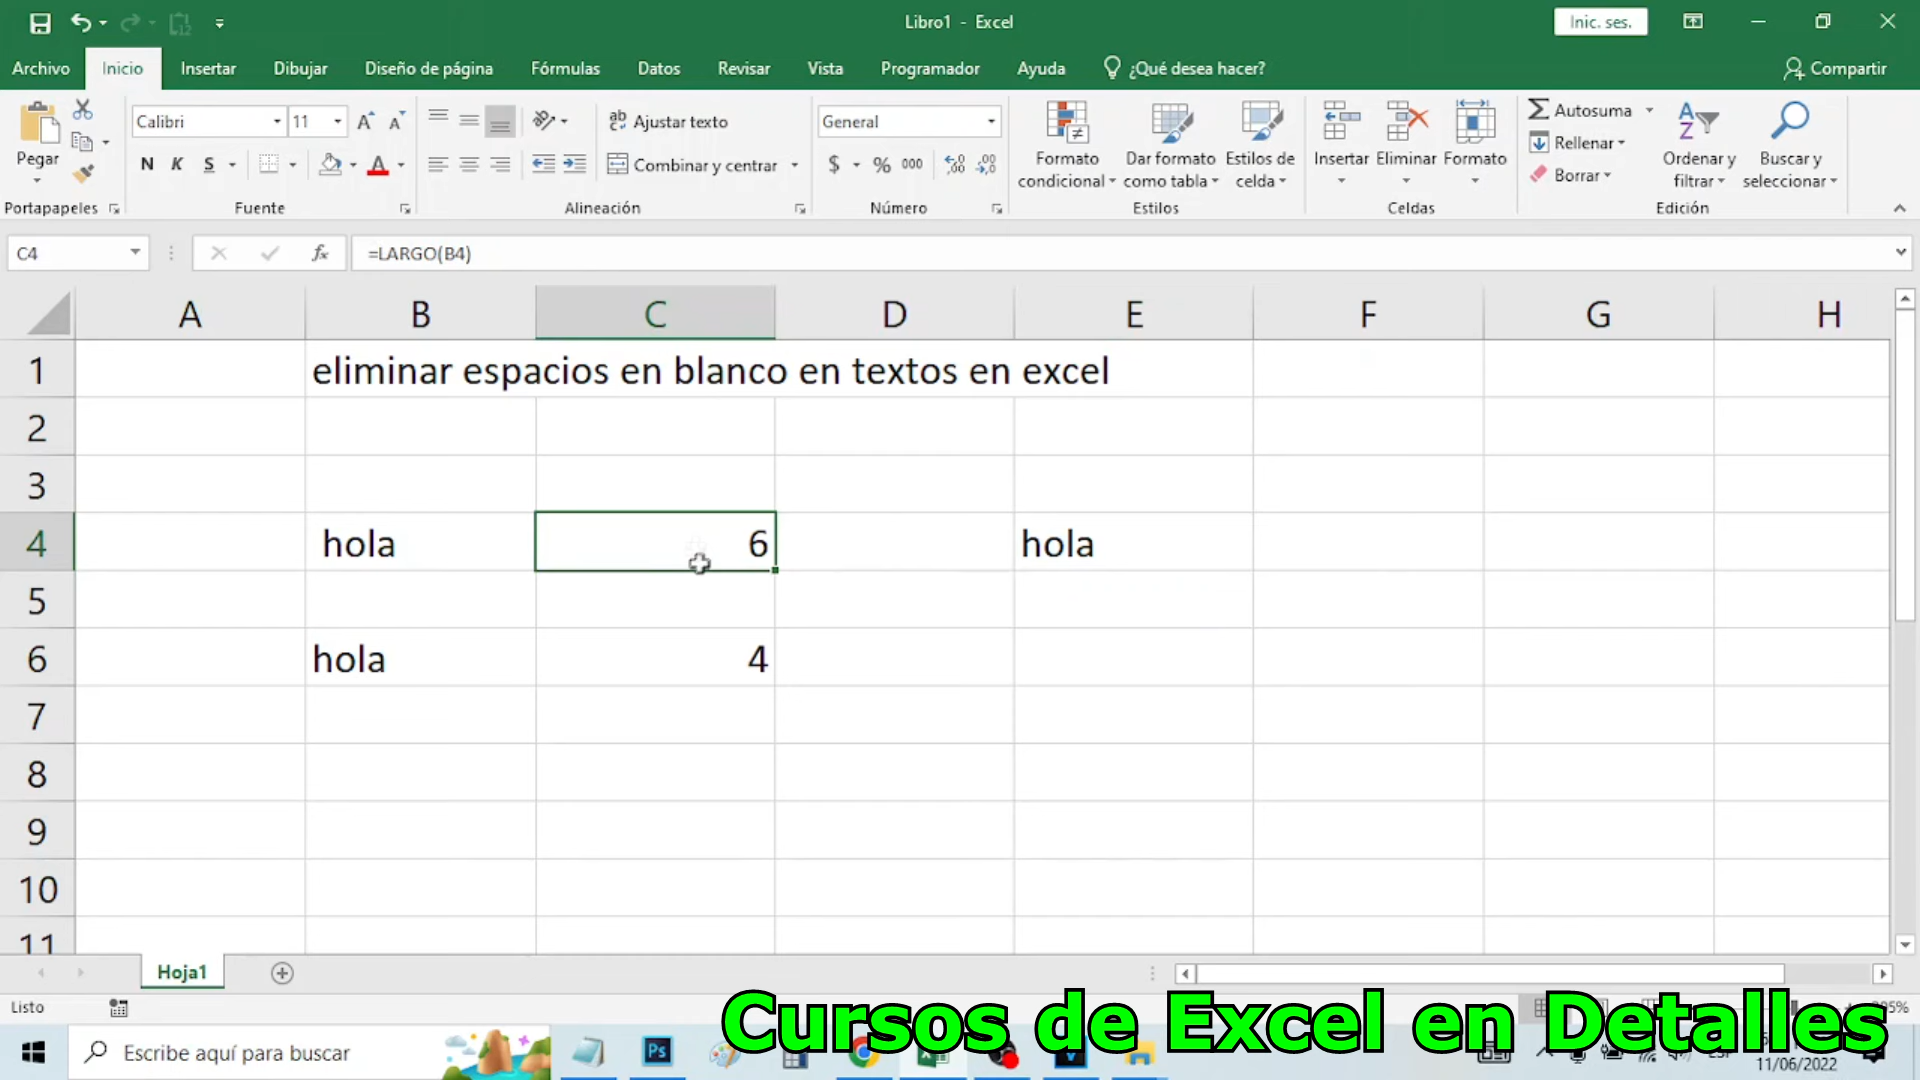 Libro1 - Excel
Inic. ses.
Archivo Inicio Insertar Dibujar Diseño de página Fórmulas Datos Revisar Vista Programador Ayuda ¿Qué desea hacer? Compartir
Pegar
Portapapeles
Calibri 11
N K S
Fuente
Ajustar texto
Combinar y centrar
Alineación
General
$ % 000
Número
Formato condicional
Dar formato como tabla
Estilos de celda
Estilos
Insertar Eliminar Formato
Celdas
Autosuma
Rellenar
Borrar
Ordenar y filtrar
Buscar y seleccionar
Edición
C4 fx =LARGO(B4)
A B C D E F G H
1 eliminar espacios en blanco en textos en excel
2
3
4 hola 6 hola
5
6 hola 4
7
8
9
10
11
Hoja1
Listo
Cursos de Excel en Detalles
Escribe aquí para buscar
Ps
11/06/2022